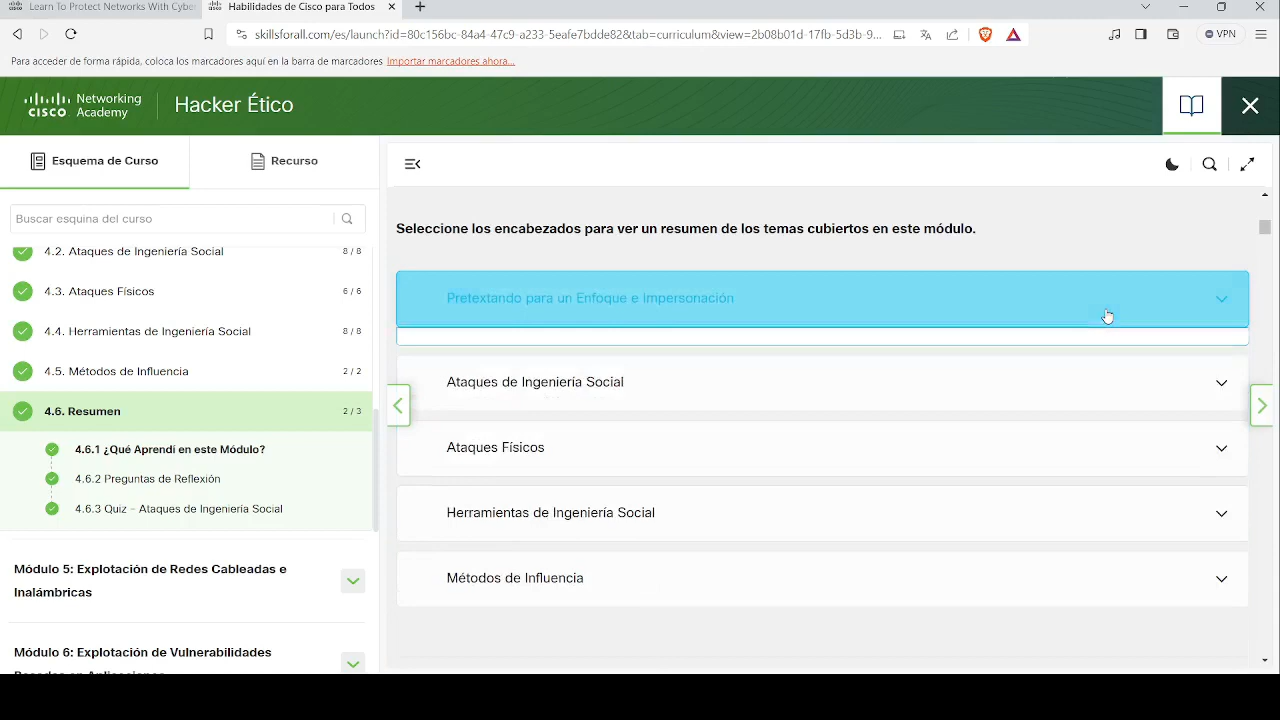 Learn To Protect Networks With Cyber
Habilidades de Cisco para Todos
skillsforall.com/es/launch?id=80c156bc-84a4-47c9-a233-5eafe7bdde82&tab=curriculum&view=2b08b01d-17fb-5d3b-9...
VPN
Para acceder de forma rápida, coloca los marcadores aquí en la barra de marcadores Importar marcadores ahora...
cisco Networking Academy
Hacker Ético
Esquema de Curso
Recurso
Buscar esquina del curso
4.2. Ataques de Ingeniería Social 8 / 8
4.3. Ataques Físicos 6 / 6
4.4. Herramientas de Ingeniería Social 8 / 8
4.5. Métodos de Influencia 2 / 2
4.6. Resumen 2 / 3
4.6.1 ¿Qué Aprendí en este Módulo?
4.6.2 Preguntas de Reflexión
4.6.3 Quiz – Ataques de Ingeniería Social
Módulo 5: Explotación de Redes Cableadas e
Inalámbricas
Módulo 6: Explotación de Vulnerabilidades
Basadas en Aplicaciones
Seleccione los encabezados para ver un resumen de los temas cubiertos en este módulo.
Pretextando para un Enfoque e Impersonación
Ataques de Ingeniería Social
Ataques Físicos
Herramientas de Ingeniería Social
Métodos de Influencia